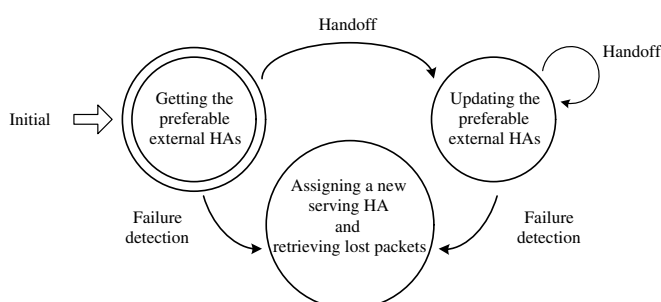 Handoff
Handoff
Initial
Getting the
preferable
external HAs
Updating the
preferable
external HAs
Assigning a new
serving HA
and
retrieving lost packets
Failure
detection
Failure
detection